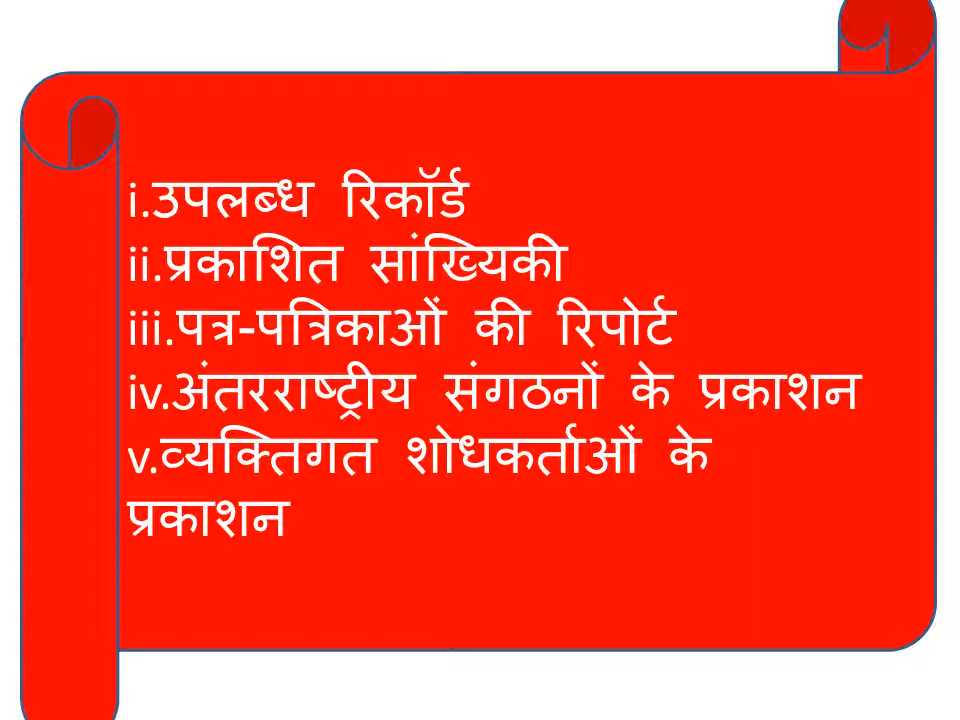 i.उपलब्ध रिकॉर्ड
ii.प्रकाशित सांख्यिकी
iii.पत्र-पत्रिकाओं की रिपोर्ट
iv.अंतरराष्ट्रीय संगठनों के प्रकाशन
v.व्यक्तिगत शोधकर्ताओं के
प्रकाशन